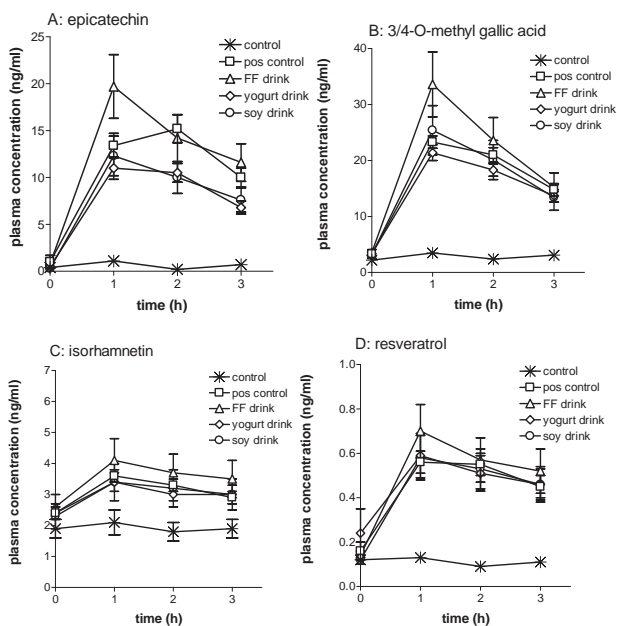 A: epicatechin
plasma concentration (ng/ml)
25
20
15
10
5
0
0 1 2 3
time (h)
control
pos control
FF drink
yogurt drink
soy drink
B: 3/4-O-methyl gallic acid
plasma concentration (ng/ml)
40
30
20
10
0
0 1 2 3
time (h)
control
pos control
FF drink
yogurt drink
soy drink
C: isorhamnetin
plasma concentration (ng/ml)
7
6
5
4
3
2
1
0
0 1 2 3
time (h)
control
pos control
FF drink
yogurt drink
soy drink
D: resveratrol
plasma concentration (ng/ml)
1.0
0.8
0.6
0.4
0.2
0.0
0 1 2 3
time (h)
control
pos control
FF drink
yogurt drink
soy drink